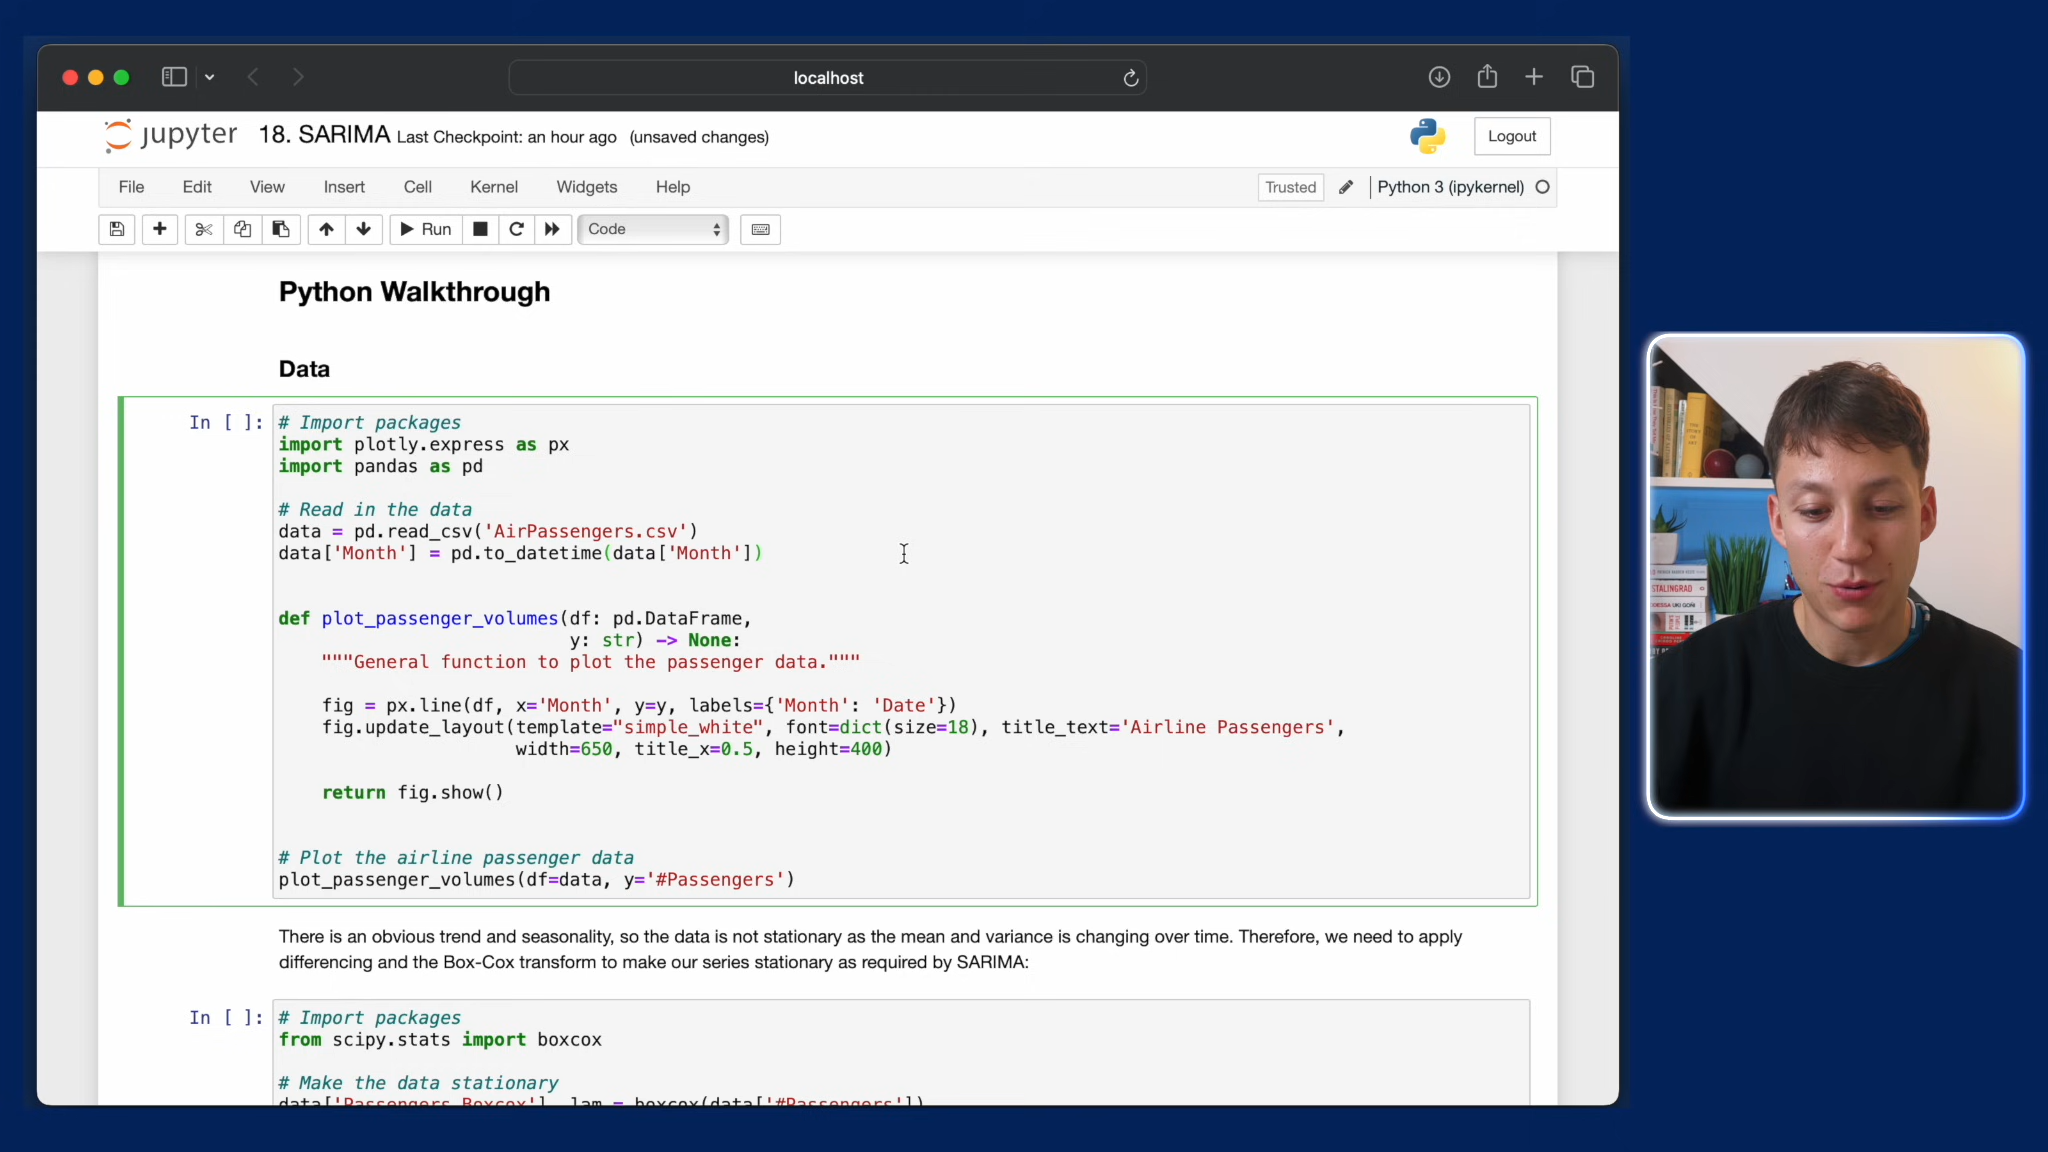 localhost
jupyter 18. SARIMA Last Checkpoint: an hour ago (unsaved changes)
Logout
File Edit View Insert Cell Kernel Widgets Help
Trusted
Python 3 (ipykernel)
Run
Code
Python Walkthrough
Data
In [ ]:
# Import packages
import plotly.express as px
import pandas as pd
# Read in the data
data = pd.read_csv('AirPassengers.csv')
data['Month'] = pd.to_datetime(data['Month'])
def plot_passenger_volumes(df: pd.DataFrame,
y: str) -> None:
"""General function to plot the passenger data."""
fig = px.line(df, x='Month', y=y, labels={'Month': 'Date'})
fig.update_layout(template="simple_white", font=dict(size=18), title_text='Airline Passengers',
width=650, title_x=0.5, height=400)
return fig.show()
# Plot the airline passenger data
plot_passenger_volumes(df=data, y='#Passengers')
There is an obvious trend and seasonality, so the data is not stationary as the mean and variance is changing over time. Therefore, we need to apply
differencing and the Box-Cox transform to make our series stationary as required by SARIMA:
In [ ]:
# Import packages
from scipy.stats import boxcox
# Make the data stationary
data['Passengers_Boxcox'], lam = boxcox(data['#Passengers'])
STALINGRAD